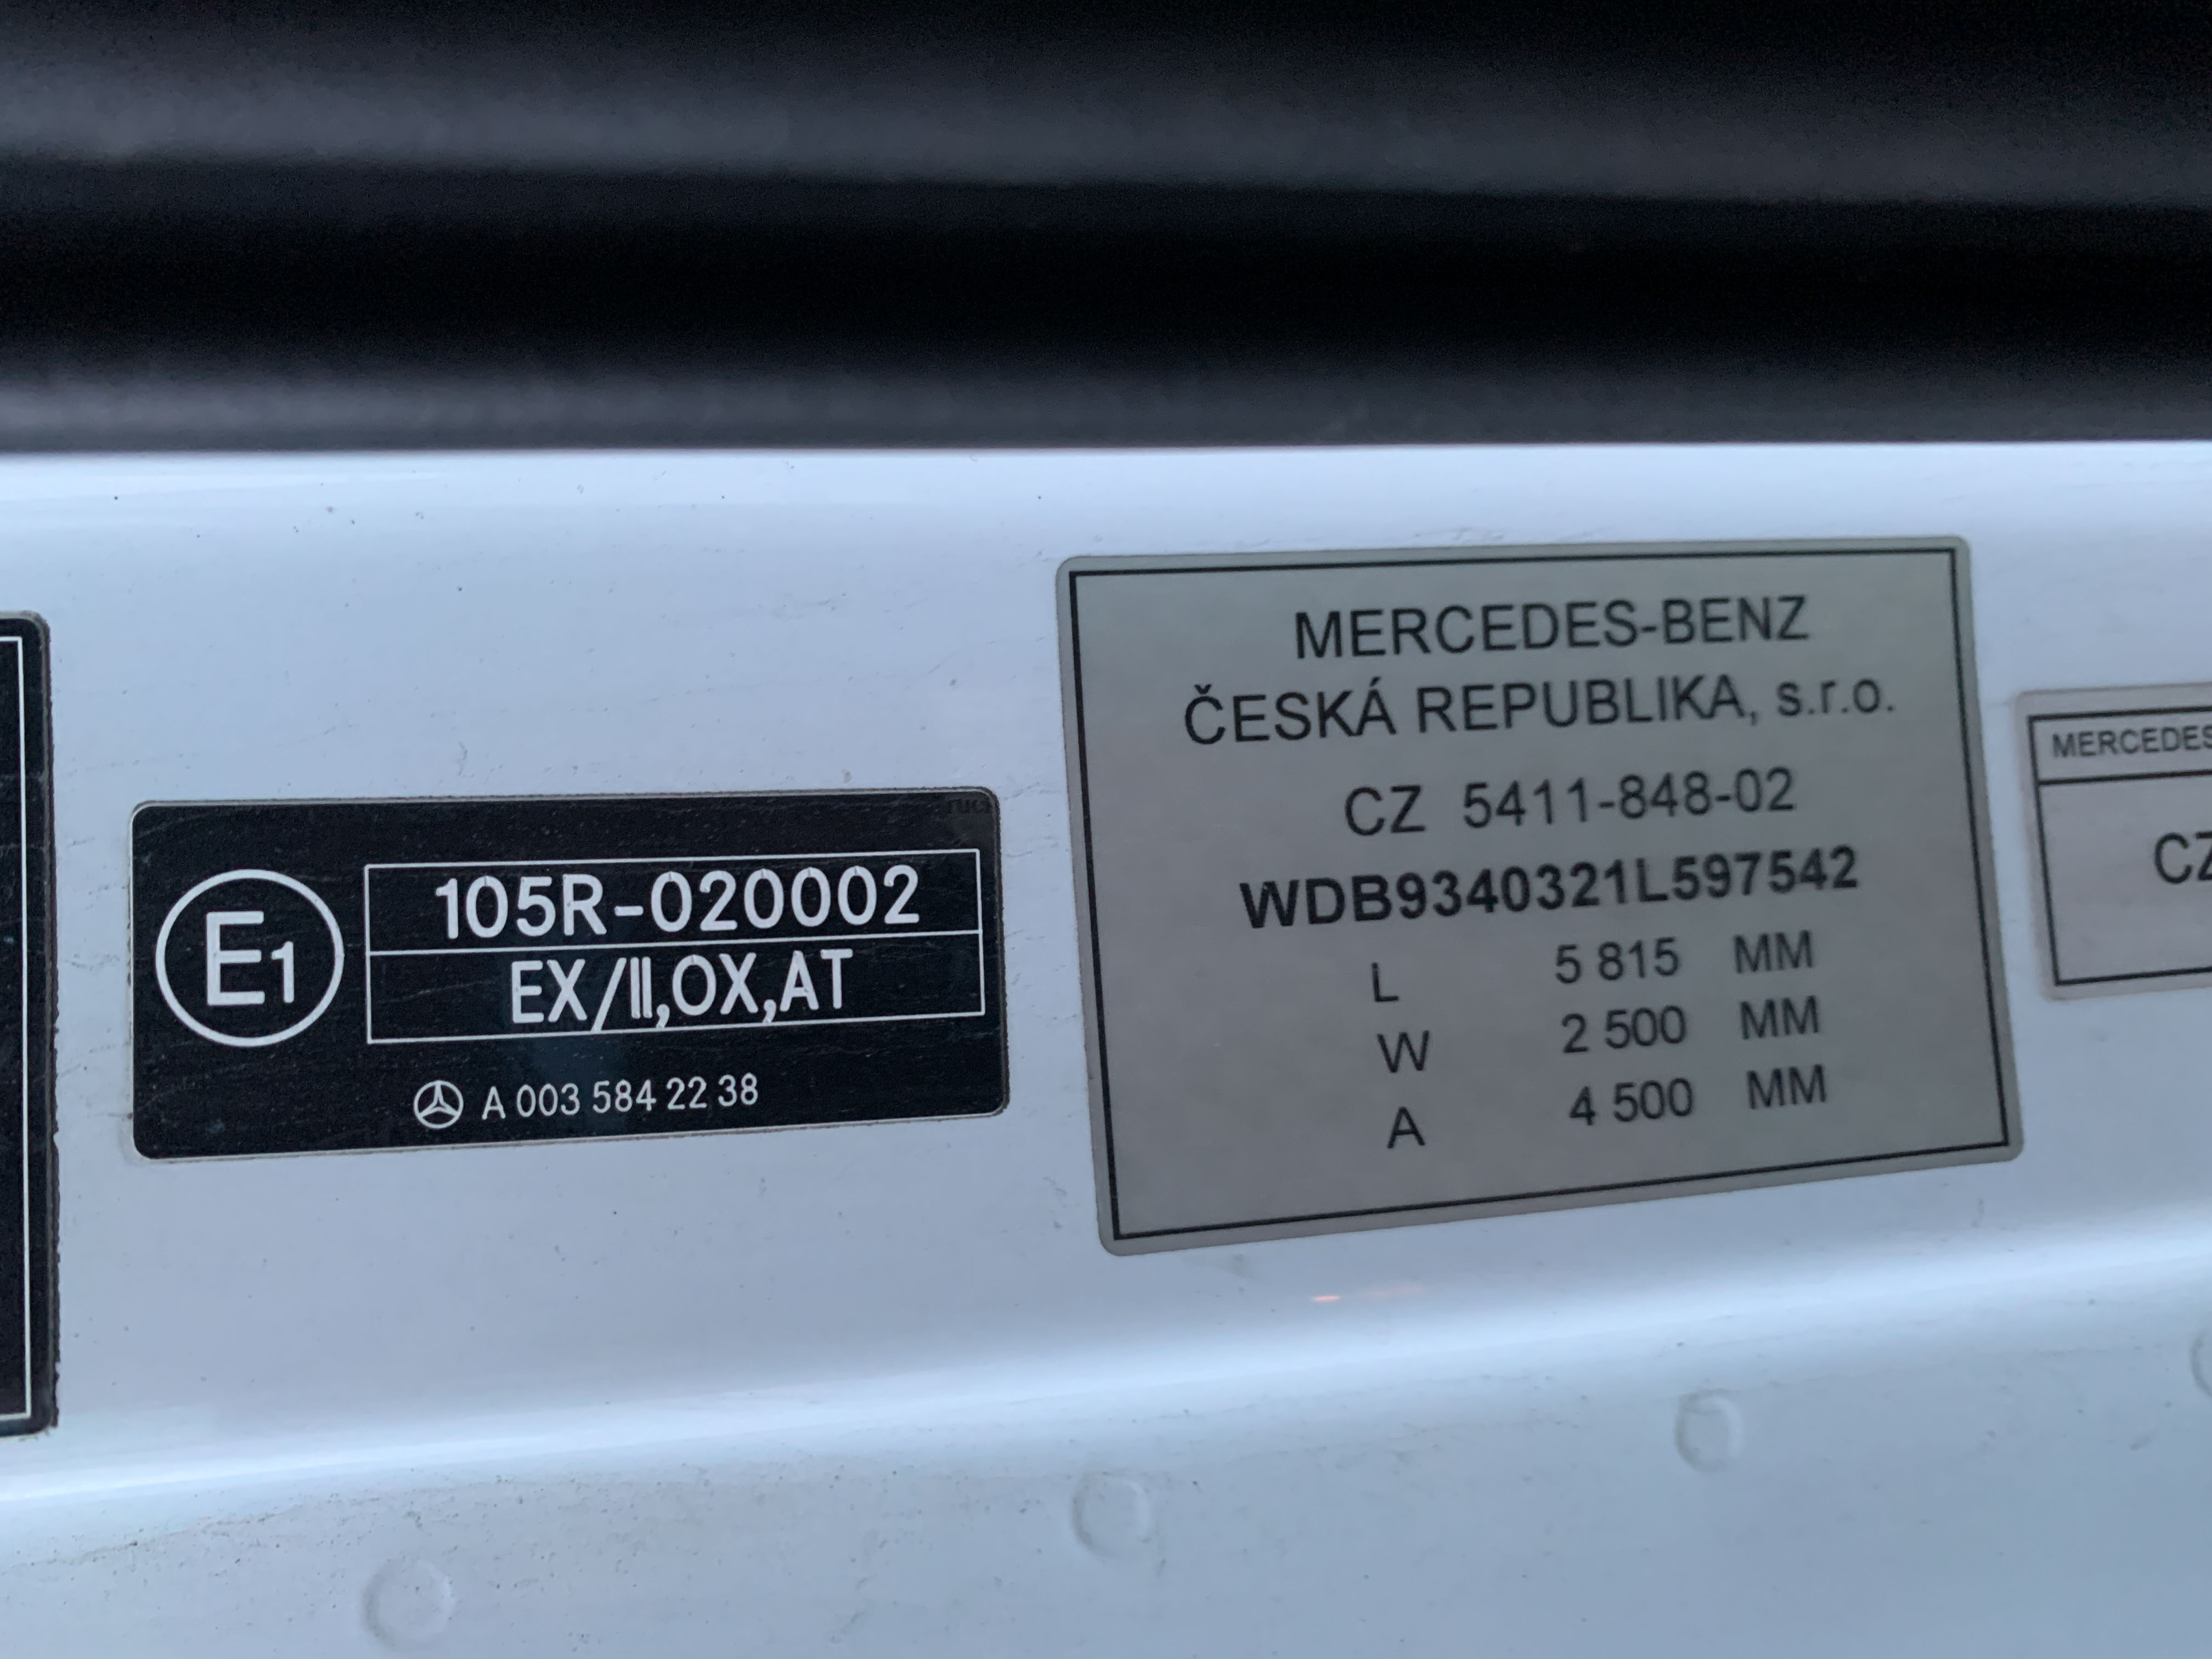 E1
105R-020002
EX/II,OX,AT
A 003 584 22 38
MERCEDES-BENZ
ČESKÁ REPUBLIKA, s.r.o.
CZ 5411-848-02
WDB9340321L597542
L 5 815 MM
W 2 500 MM
A 4 500 MM
MERCEDES
CZ